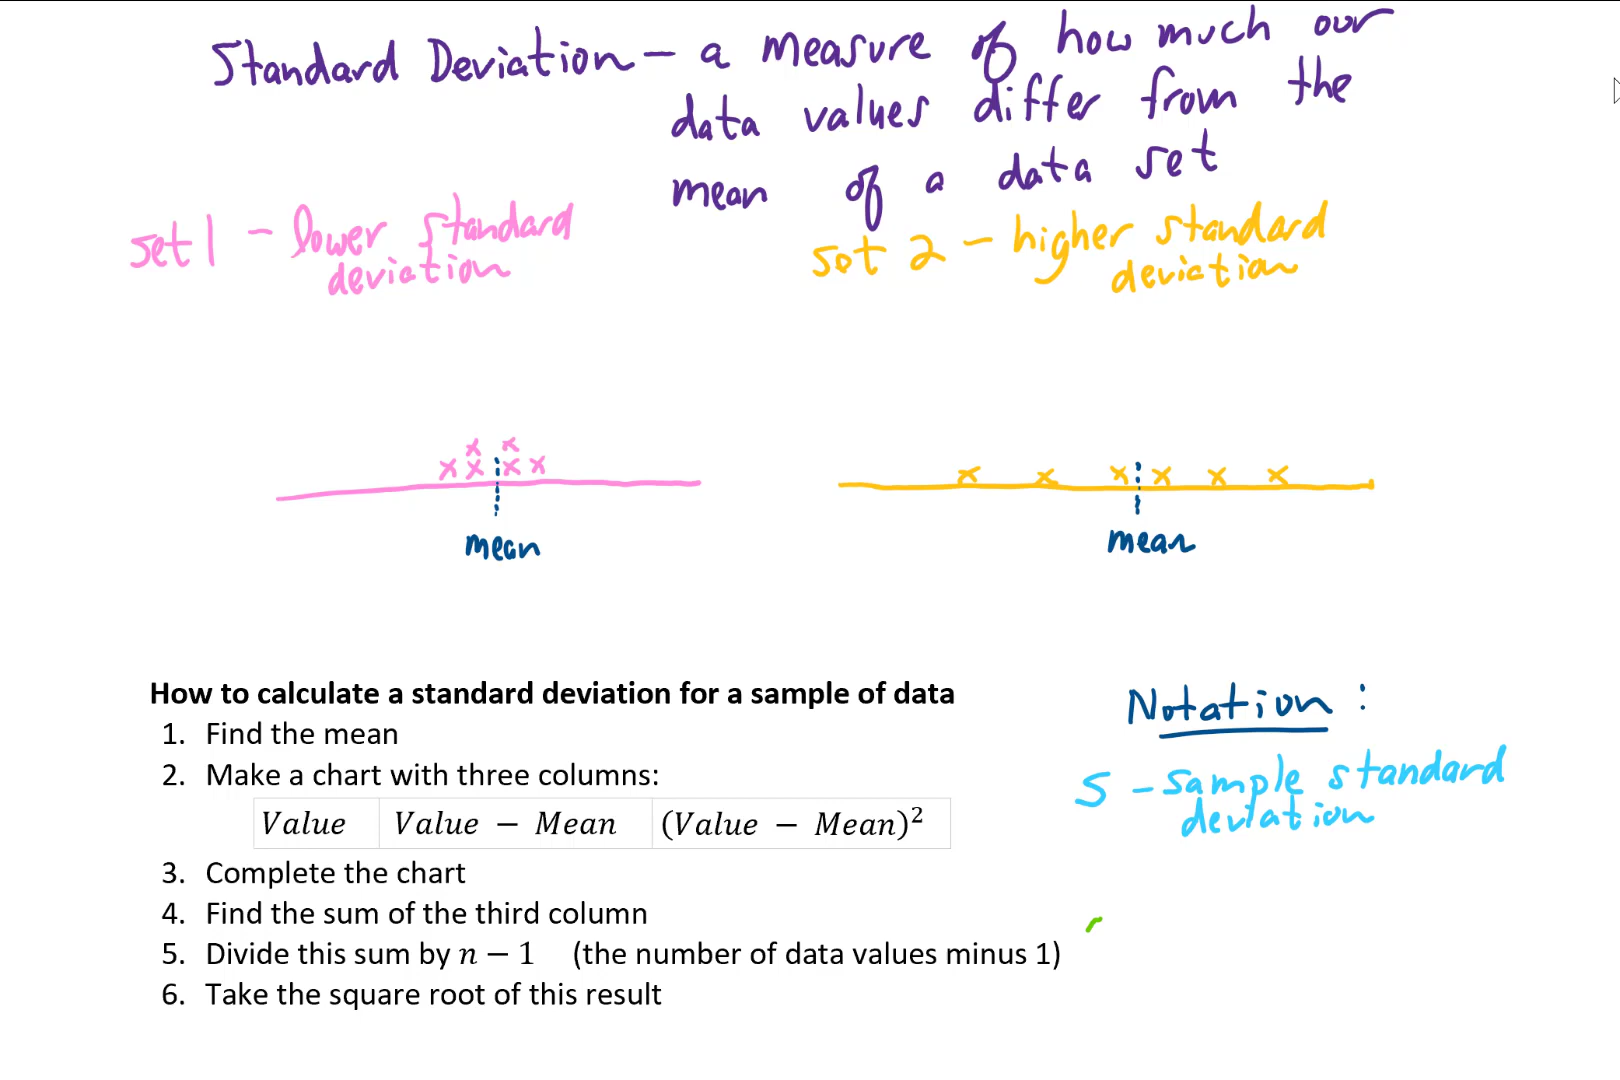 Standard Deviation – a measure of how much our
data values differ from the
mean of a data set
set 1 – lower standard
deviation
set 2 – higher standard
deviation
x x
x x x x
x x x x x x
mean
mean
How to calculate a standard deviation for a sample of data
1. Find the mean
2. Make a chart with three columns:
Value Value − Mean (Value − Mean)²
3. Complete the chart
4. Find the sum of the third column
5. Divide this sum by n − 1 (the number of data values minus 1)
6. Take the square root of this result
Notation:
S – sample standard
deviation